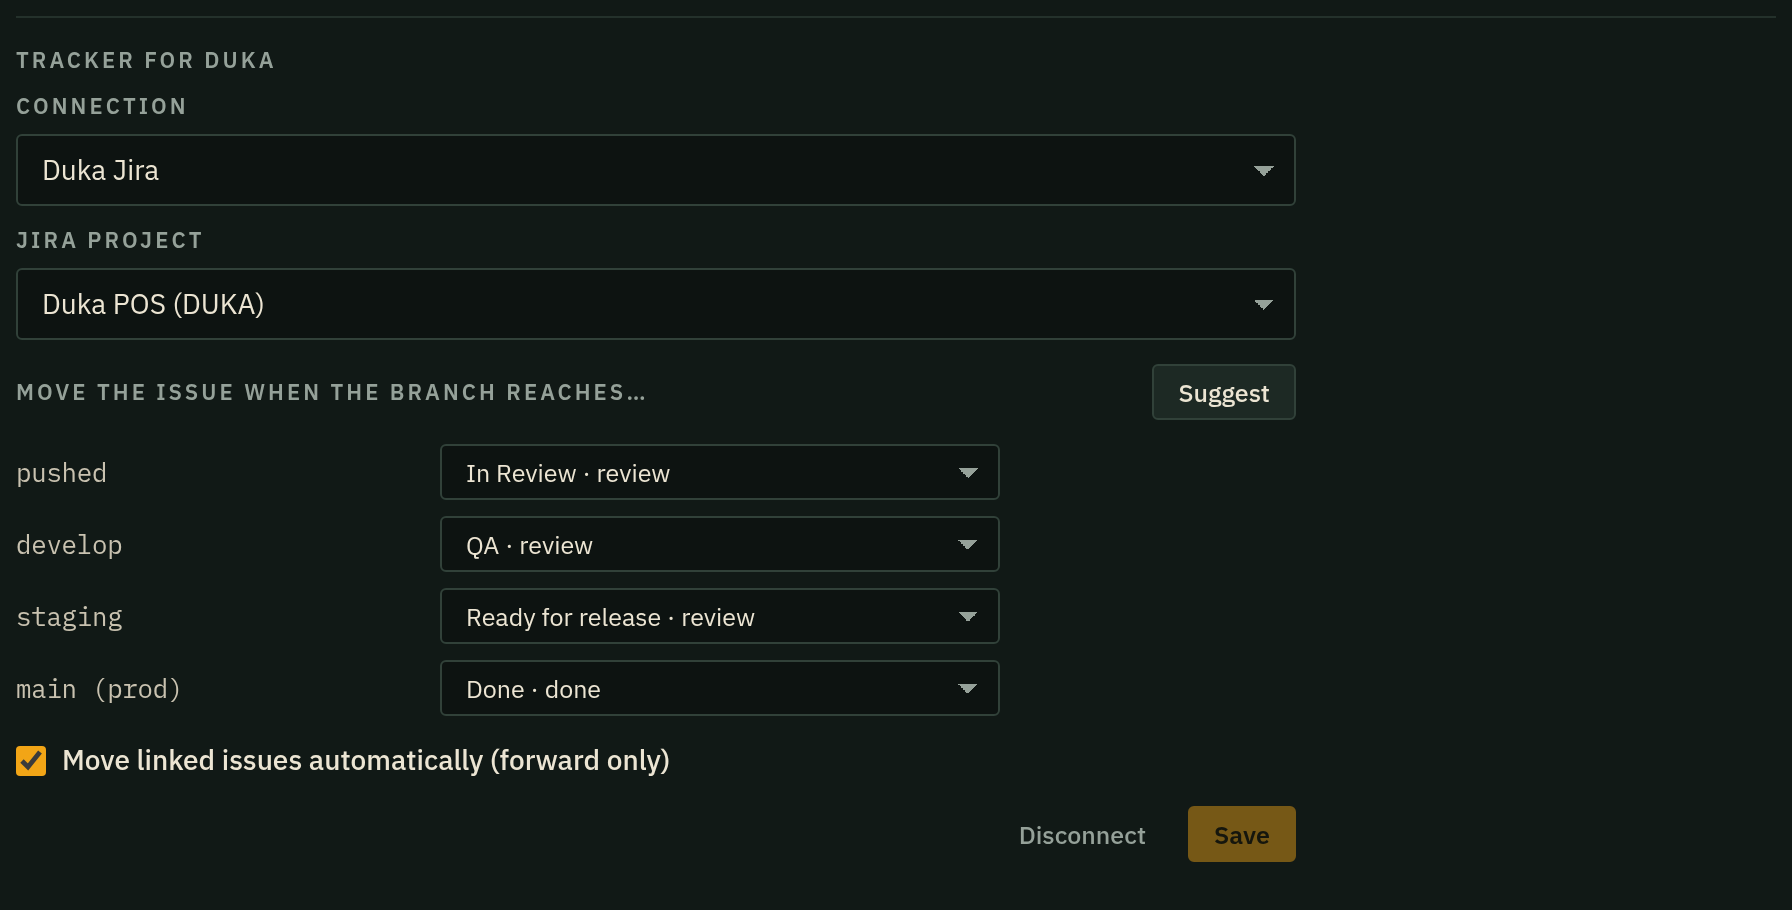 TRACKER FOR DUKA
CONNECTION
Duka Jira
JIRA PROJECT
Duka POS (DUKA)
MOVE THE ISSUE WHEN THE BRANCH REACHES…
Suggest
pushed
In Review · review
develop
QA · review
staging
Ready for release · review
main (prod)
Done · done
Move linked issues automatically (forward only)
Disconnect
Save